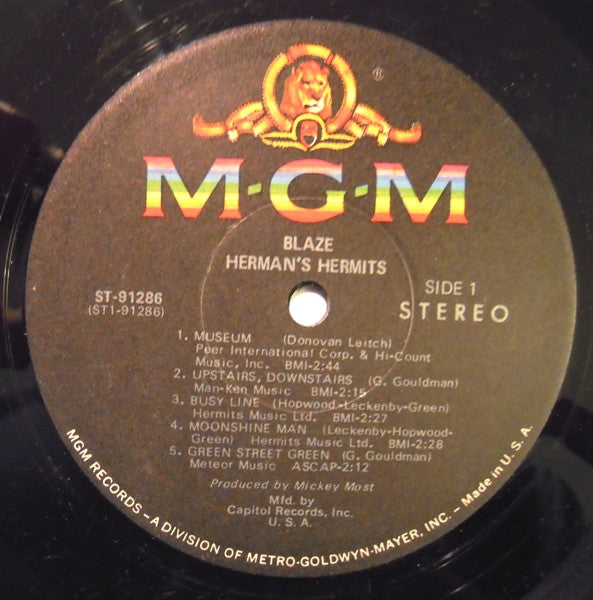 ®
M·G·M
BLAZE
HERMAN'S HERMITS
ST-91286
(ST1-91286)
SIDE 1
STEREO
1. MUSEUM (Donovan Leitch)
Peer International Corp. & Hi-Count
Music, Inc. BMI-2:44
2. UPSTAIRS, DOWNSTAIRS (G. Gouldman)
Man-Ken Music BMI-2:15
3. BUSY LINE (Hopwood-Leckenby-Green)
Hermits Music Ltd. BMI-2:27
4. MOONSHINE MAN (Leckenby-Hopwood-
Green) Hermits Music Ltd. BMI-2:28
5. GREEN STREET GREEN (G. Gouldman)
Meteor Music ASCAP-2:12
Produced by Mickey Most
Mfd. by
Capitol Records, Inc.
U. S. A.
MGM RECORDS - A DIVISION OF METRO-GOLDWYN-MAYER, INC. - Made in U. S. A.